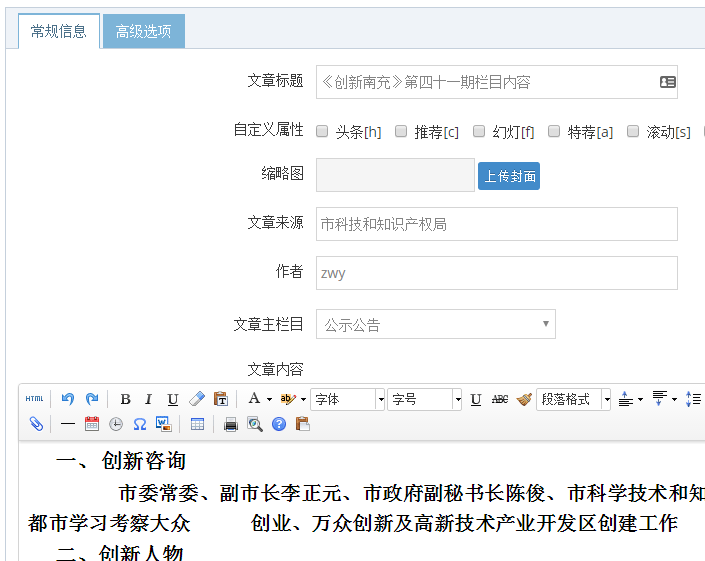 常规信息 高级选项
文章标题 《创新南充》第四十一期栏目内容
自定义属性 头条[h] 推荐[c] 幻灯[f] 特荐[a] 滚动[s]
缩略图 上传封面
文章来源 市科技和知识产权局
作者 zwy
文章主栏目 公示公告
文章内容
HTML B I U A ab 字体 字号 U ABC 段落格式
一、创新咨询
市委常委、副市长李正元、市政府副秘书长陈俊、市科学技术和知
都市学习考察大众 创业、万众创新及高新技术产业开发区创建工作
二、创新人物